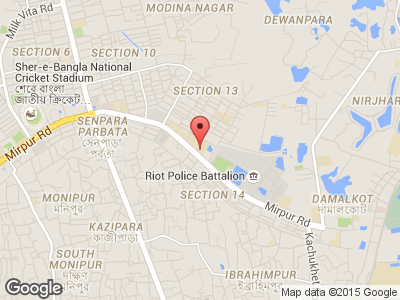 Milk Vita Rd
MODINA NAGAR
DEWANPARA
SECTION 6
SECTION 10
Sher-e-Bangla National
Cricket Stadium
শেরে বাংলা
জাতীয় ক্রিকেট
SECTION 13
NIRJHAR
SENPARA
PARBATA
সেনপাড়া
পর্বতা
Mirpur Rd
Riot Police Battalion
SECTION 14
Mirpur Rd
MONIPUR
মনিপুর
DAMALKOT
দামালকোট
KAZIPARA
কাজীপাড়া
Kachukhet
SOUTH
MONIPUR
দক্ষিণ
IBRAHIMPUR
ইব্রাহিমপুর
Google
Map data ©2015 Google